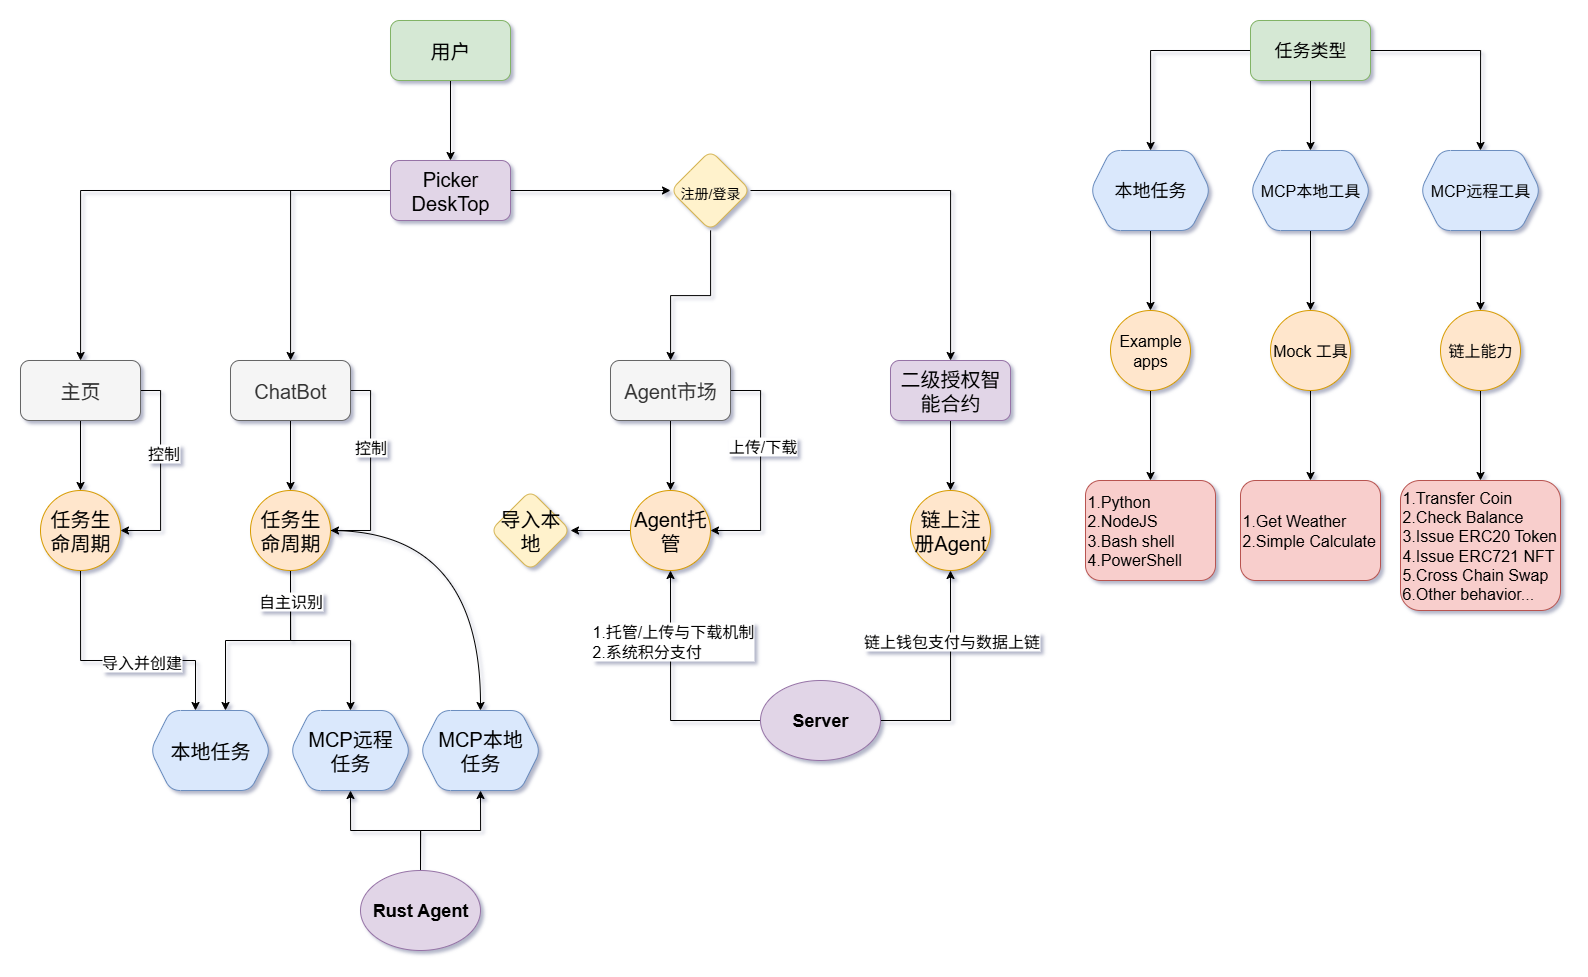 用户
Picker
DeskTop
注册/登录
主页
ChatBot
Agent市场
二级授权智
能合约
控制
控制
上传/下载
任务生
命周期
任务生
命周期
导入本
地
Agent托
管
链上注
册Agent
自主识别
导入并创建
1.托管/上传与下载机制
2.系统积分支付
链上钱包支付与数据上链
本地任务
MCP远程
任务
MCP本地
任务
Server
Rust Agent
任务类型
本地任务
MCP本地工具
MCP远程工具
Example
apps
Mock 工具
链上能力
1.Python
2.NodeJS
3.Bash shell
4.PowerShell
1.Get Weather
2.Simple Calculate
1.Transfer Coin
2.Check Balance
3.Issue ERC20 Token
4.Issue ERC721 NFT
5.Cross Chain Swap
6.Other behavior...